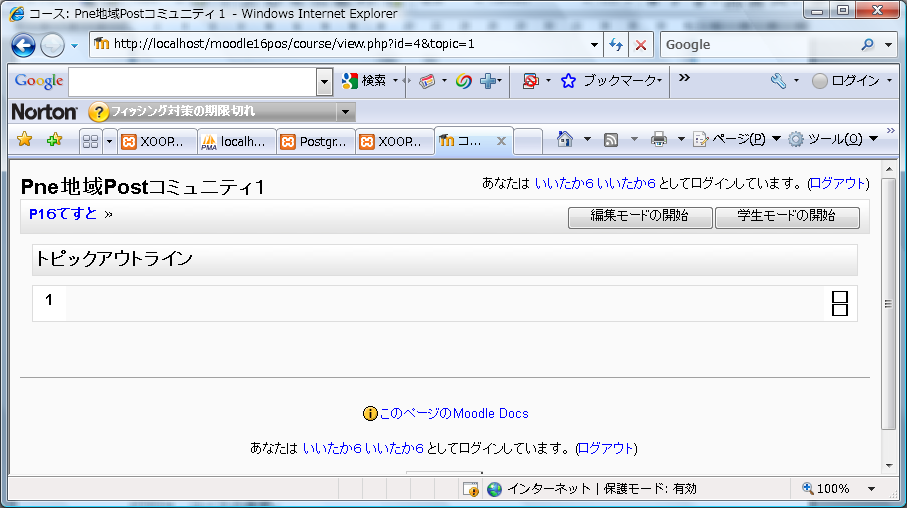 コース: Pne地域Postコミュニティ1 - Windows Internet Explorer
http://localhost/moodle16pos/course/view.php?id=4&topic=1
Google
Google 検索 ブックマーク »
ログイン
Norton フィッシング対策の期限切れ
XOOP... localh... Postgr... XOOP... コ... ページ(P) ツール(O) »
Pne地域Postコミュニティ1
あなたは いいたか6 いいたか6 としてログインしています。 (ログアウト)
P16てすと »
編集モードの開始 学生モードの開始
トピックアウトライン
1
このページのMoodle Docs
あなたは いいたか6 いいたか6 としてログインしています。 (ログアウト)
インターネット | 保護モード: 有効
100%